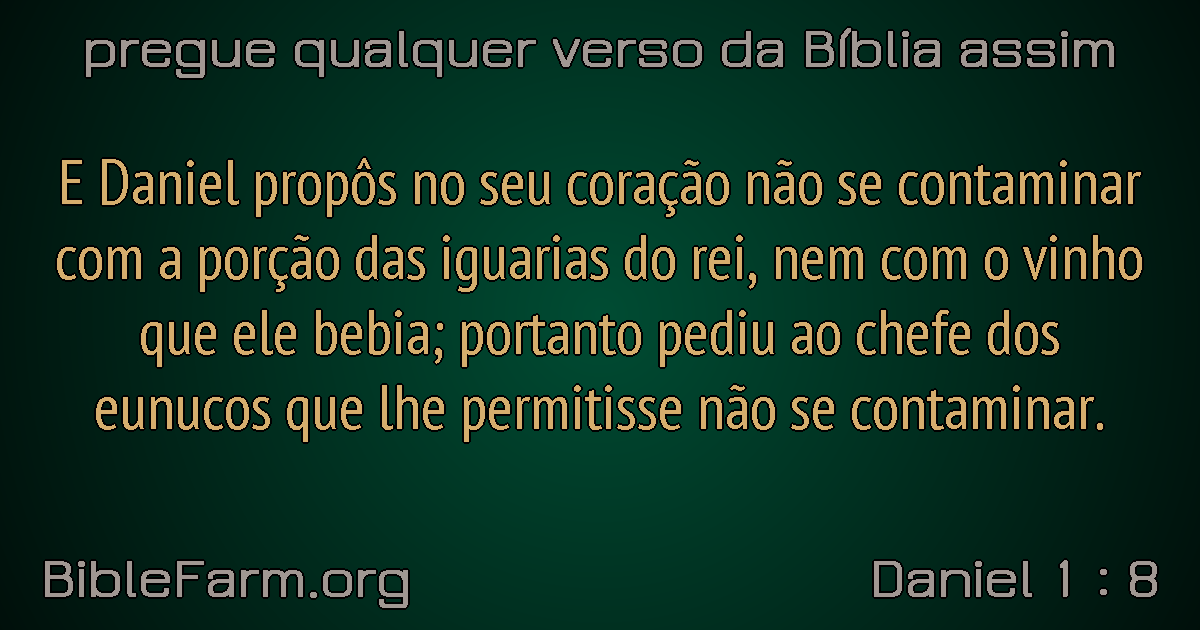 pregue qualquer verso da Bíblia assim
E Daniel propôs no seu coração não se contaminar
com a porção das iguarias do rei, nem com o vinho
que ele bebia; portanto pediu ao chefe dos
eunucos que lhe permitisse não se contaminar.
BibleFarm.org
Daniel 1 : 8